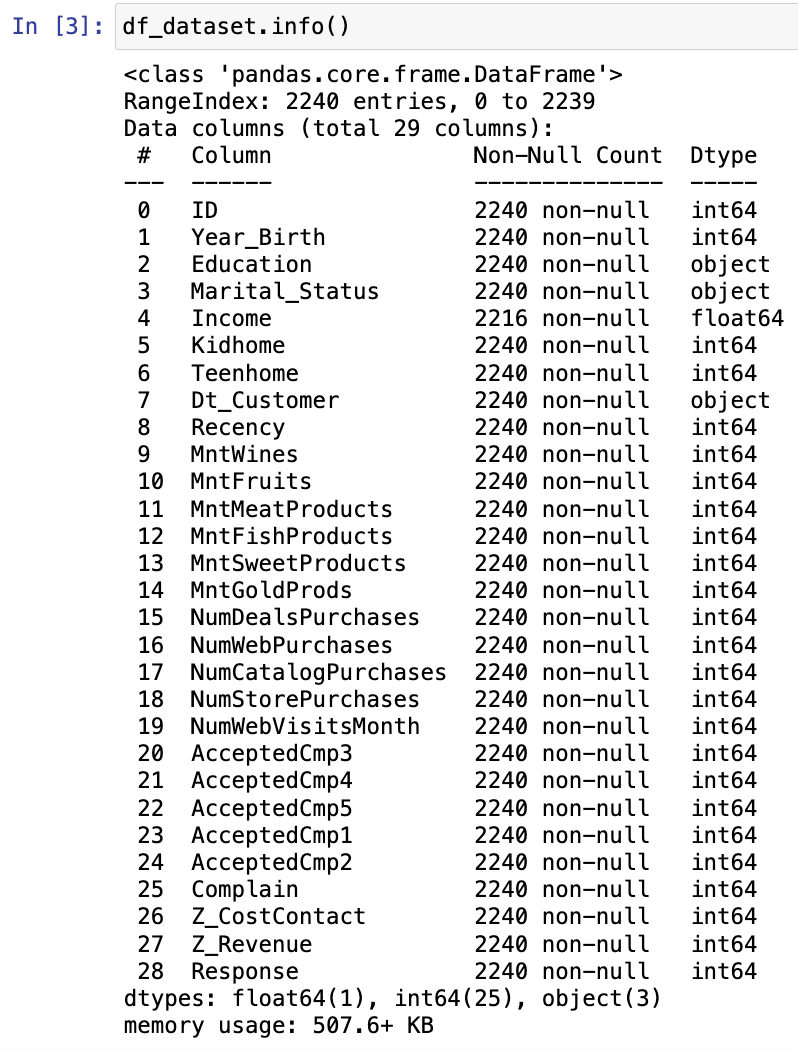 In [3]: df_dataset.info()
<class 'pandas.core.frame.DataFrame'>
RangeIndex: 2240 entries, 0 to 2239
Data columns (total 29 columns):
 #   Column               Non-Null Count  Dtype
---  ------               --------------  -----
 0   ID                   2240 non-null   int64
 1   Year_Birth           2240 non-null   int64
 2   Education            2240 non-null   object
 3   Marital_Status       2240 non-null   object
 4   Income               2216 non-null   float64
 5   Kidhome              2240 non-null   int64
 6   Teenhome             2240 non-null   int64
 7   Dt_Customer          2240 non-null   object
 8   Recency              2240 non-null   int64
 9   MntWines             2240 non-null   int64
 10  MntFruits            2240 non-null   int64
 11  MntMeatProducts      2240 non-null   int64
 12  MntFishProducts      2240 non-null   int64
 13  MntSweetProducts     2240 non-null   int64
 14  MntGoldProds         2240 non-null   int64
 15  NumDealsPurchases    2240 non-null   int64
 16  NumWebPurchases      2240 non-null   int64
 17  NumCatalogPurchases  2240 non-null   int64
 18  NumStorePurchases    2240 non-null   int64
 19  NumWebVisitsMonth    2240 non-null   int64
 20  AcceptedCmp3         2240 non-null   int64
 21  AcceptedCmp4         2240 non-null   int64
 22  AcceptedCmp5         2240 non-null   int64
 23  AcceptedCmp1         2240 non-null   int64
 24  AcceptedCmp2         2240 non-null   int64
 25  Complain             2240 non-null   int64
 26  Z_CostContact        2240 non-null   int64
 27  Z_Revenue            2240 non-null   int64
 28  Response             2240 non-null   int64
dtypes: float64(1), int64(25), object(3)
memory usage: 507.6+ KB